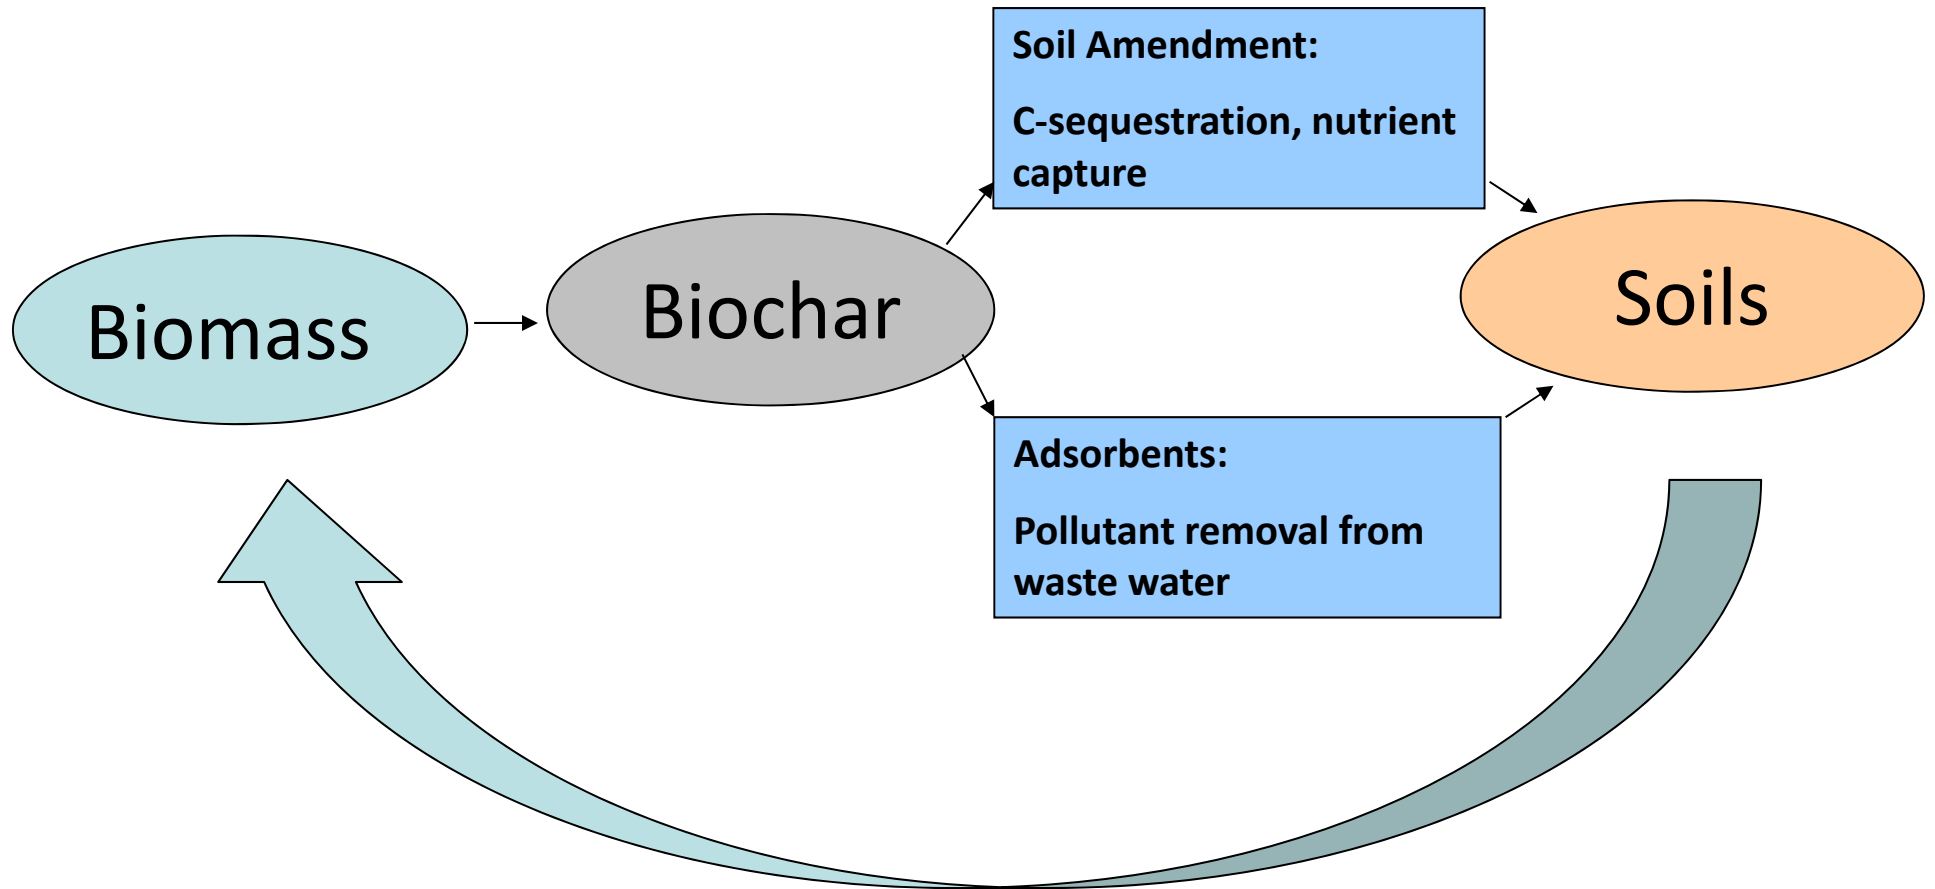 Soil Amendment:
C-sequestration, nutrient
capture
Biomass
Biochar
Soils
Adsorbents:
Pollutant removal from
waste water